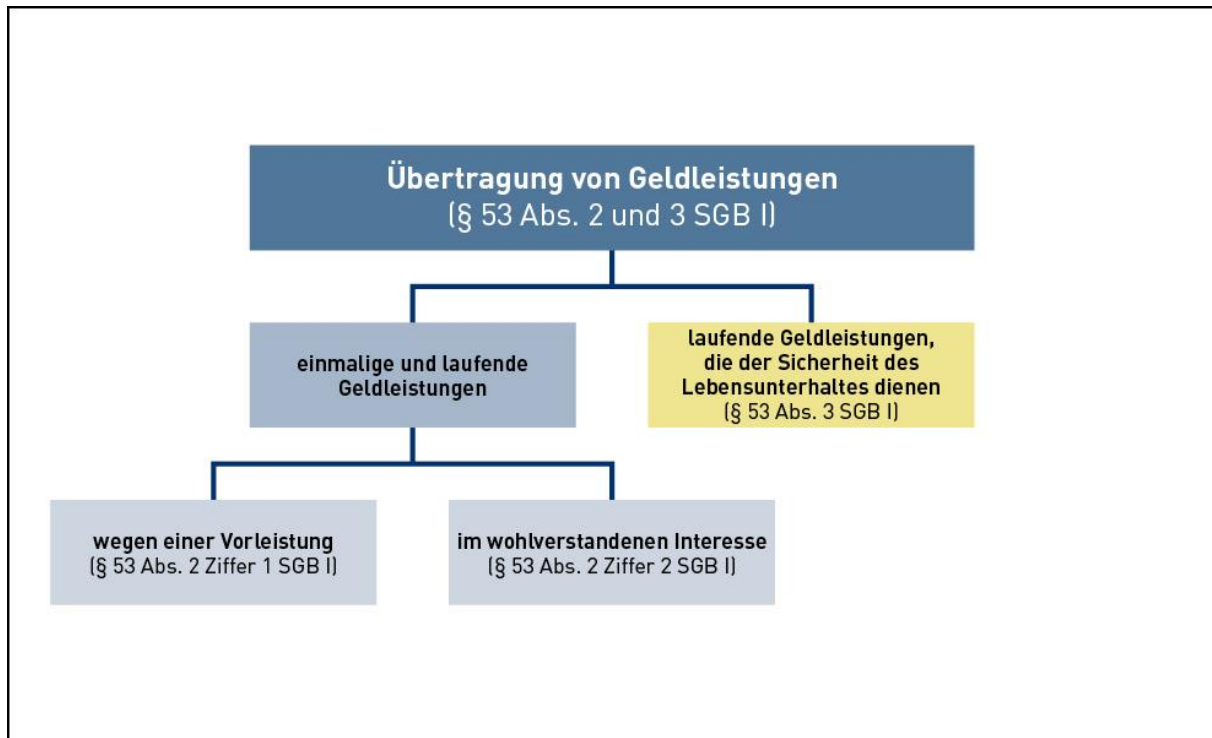 Übertragung von Geldleistungen
(§ 53 Abs. 2 und 3 SGB I)
einmalige und laufende
Geldleistungen
laufende Geldleistungen,
die der Sicherheit des
Lebensunterhaltes dienen
(§ 53 Abs. 3 SGB I)
wegen einer Vorleistung
(§ 53 Abs. 2 Ziffer 1 SGB I)
im wohlverstandenen Interesse
(§ 53 Abs. 2 Ziffer 2 SGB I)